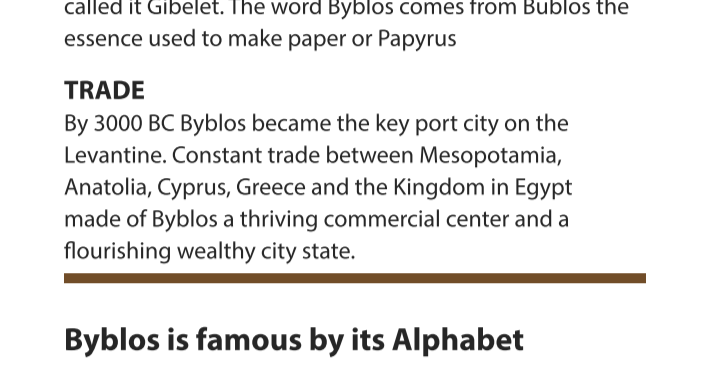 called it Gibelet. The word Byblos comes from Bublos the
essence used to make paper or Papyrus
TRADE
By 3000 BC Byblos became the key port city on the
Levantine. Constant trade between Mesopotamia,
Anatolia, Cyprus, Greece and the Kingdom in Egypt
made of Byblos a thriving commercial center and a
flourishing wealthy city state.
Byblos is famous by its Alphabet